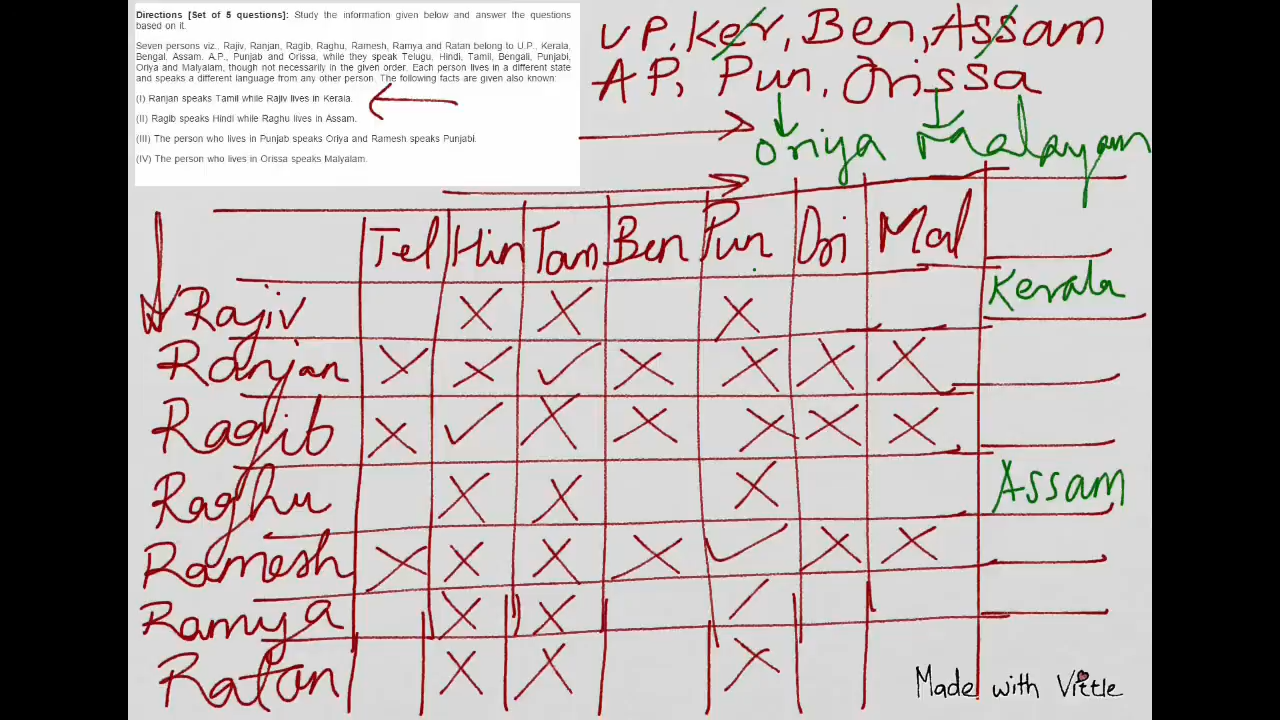 Directions [Set of 5 questions]: Study the information given below and answer the questions
based on it.
Seven persons viz., Rajiv, Ranjan, Ragib, Raghu, Ramesh, Ramya and Ratan belong to U.P., Kerala,
Bengal, Assam, A.P., Punjab and Orissa, while they speak Telugu, Hindi, Tamil, Bengali, Punjabi,
Oriya and Malyalam, though not necessarily in the given order. Each person lives in a different state
and speaks a different language from any other person. The following facts are given also known:
(I) Ranjan speaks Tamil while Rajiv lives in Kerala.
(II) Ragib speaks Hindi while Raghu lives in Assam.
(III) The person who lives in Punjab speaks Oriya and Ramesh speaks Punjabi.
(IV) The person who lives in Orissa speaks Malyalam.
UP, Ker, Ben, Assam
AP, Pun, Orissa
Oriya Malayam
Tel Hin Tam Ben Pun Ori Mal
Rajiv Kerala
Ranjan
Ragib
Raghu Assam
Ramesh
Ramya
Ratan
Made with Vittle